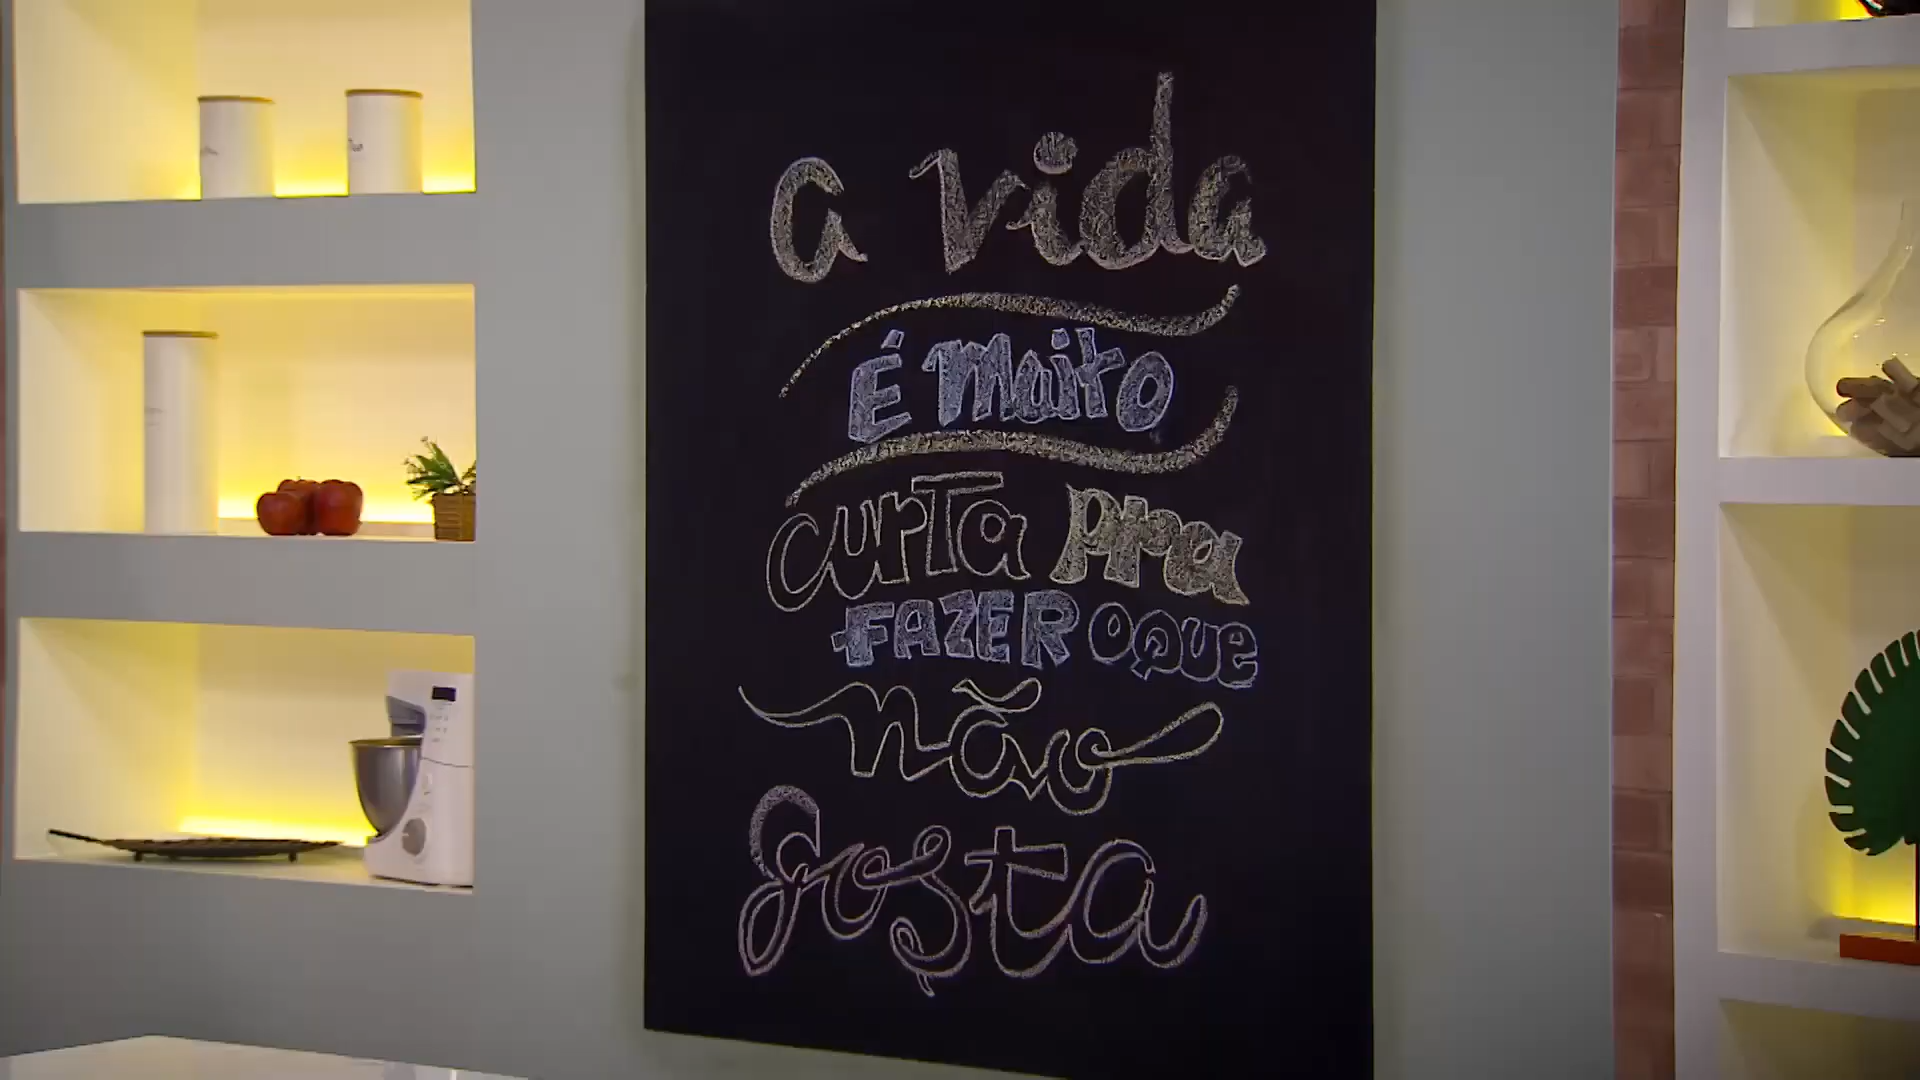 a vida
É muito
curTa pra
FAZER O QUE
não
gosta